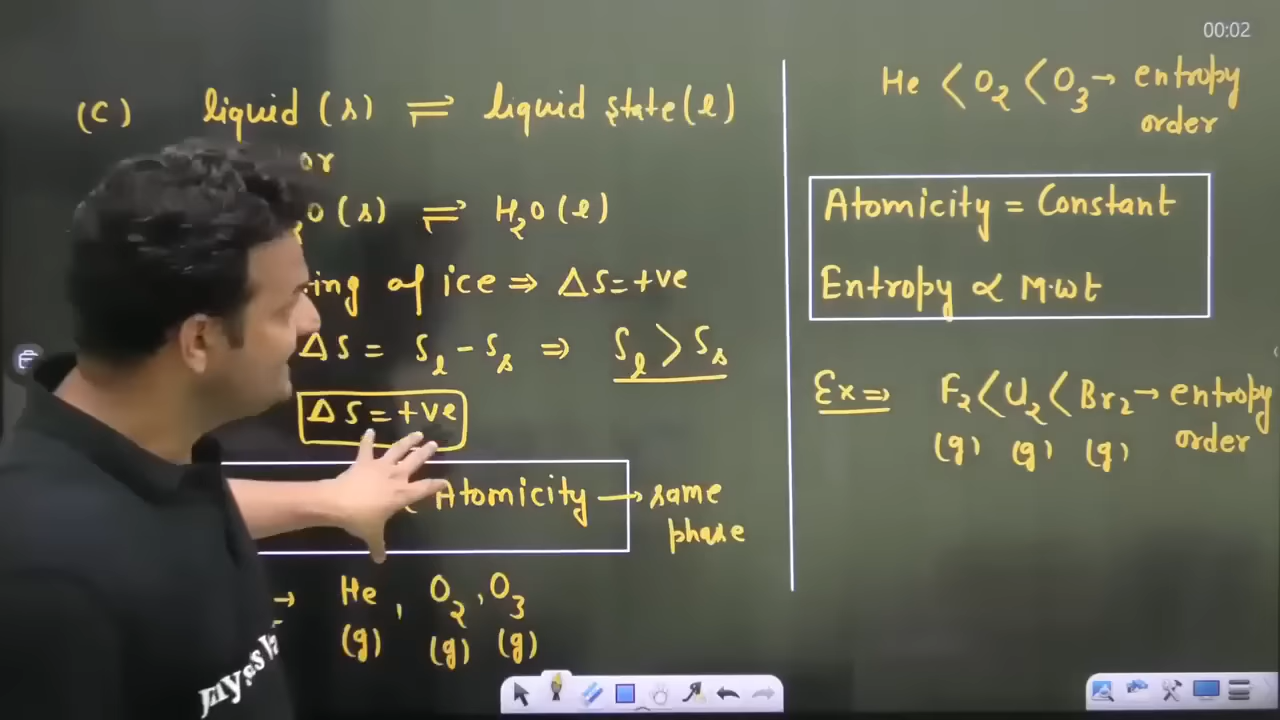 00:02
(C) liquid (s) ⇌ liquid state(l)
or
O(s) ⇌ H₂O(l)
ing of ice ⇒ ΔS=+ve
ΔS = Sl - Ss ⇒ Sl > Ss
ΔS=+ve
Atomicity → same
phase
→ He, O₂, O₃
(g) (g) (g)
He < O₂ < O₃ → entropy
order
Atomicity = Constant
Entropy ∝ M.wt
Ex ⇒ F₂ < Cl₂ < Br₂ → entropy
(g) (g) (g) order